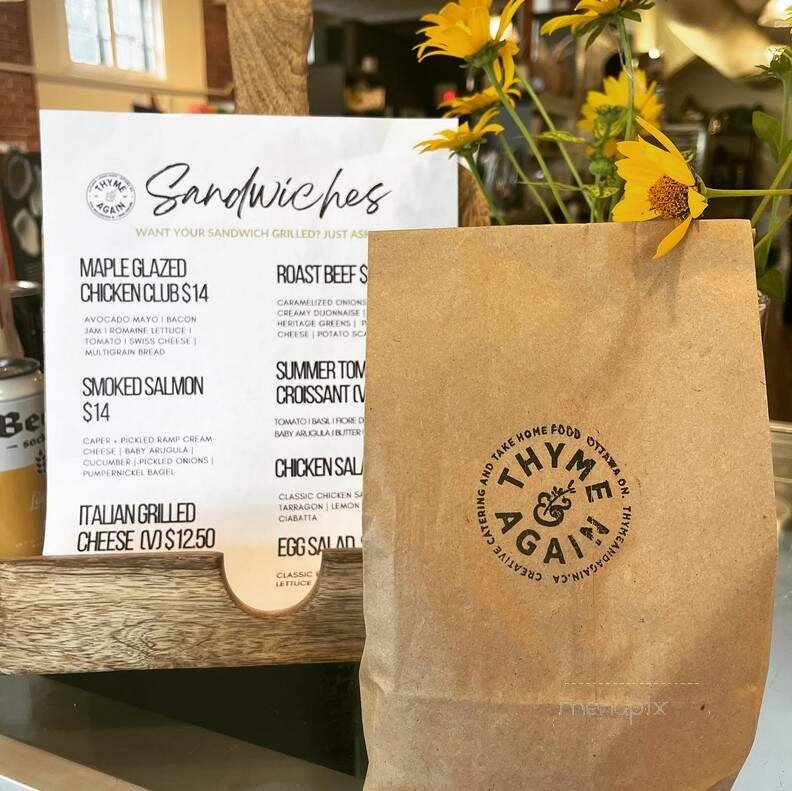 THYME
&
AGAIN
Sandwiches
WANT YOUR SANDWICH GRILLED? JUST ASK
MAPLE GLAZED
CHICKEN CLUB $14
AVOCADO MAYO | BACON
JAM | ROMAINE LETTUCE |
TOMATO | SWISS CHEESE |
MULTIGRAIN BREAD
SMOKED SALMON
$14
CAPER + PICKLED RAMP CREAM
CHEESE | BABY ARUGULA |
CUCUMBER | PICKLED ONIONS |
PUMPERNICKEL BAGEL
ITALIAN GRILLED
CHEESE (V) $12.50
ROAST BEEF $
CARAMELIZED ONIONS
CREAMY DIJONNAISE |
HERITAGE GREENS |
CHEESE | POTATO
SUMMER TOM
CROISSANT (V
TOMATO | BASIL | FIORE D
BABY ARUGULA | BUTTER
CHICKEN SAL
CLASSIC CHICKEN SA
TARRAGON | LEMON
CIABATTA
EGG SALAD
CLASSIC
LETTUCE
CREATIVE CATERING AND TAKE HOME FOOD OTTAWA ON. THYMEANDAGAIN.CA
THYME
&
AGAIN
menupix